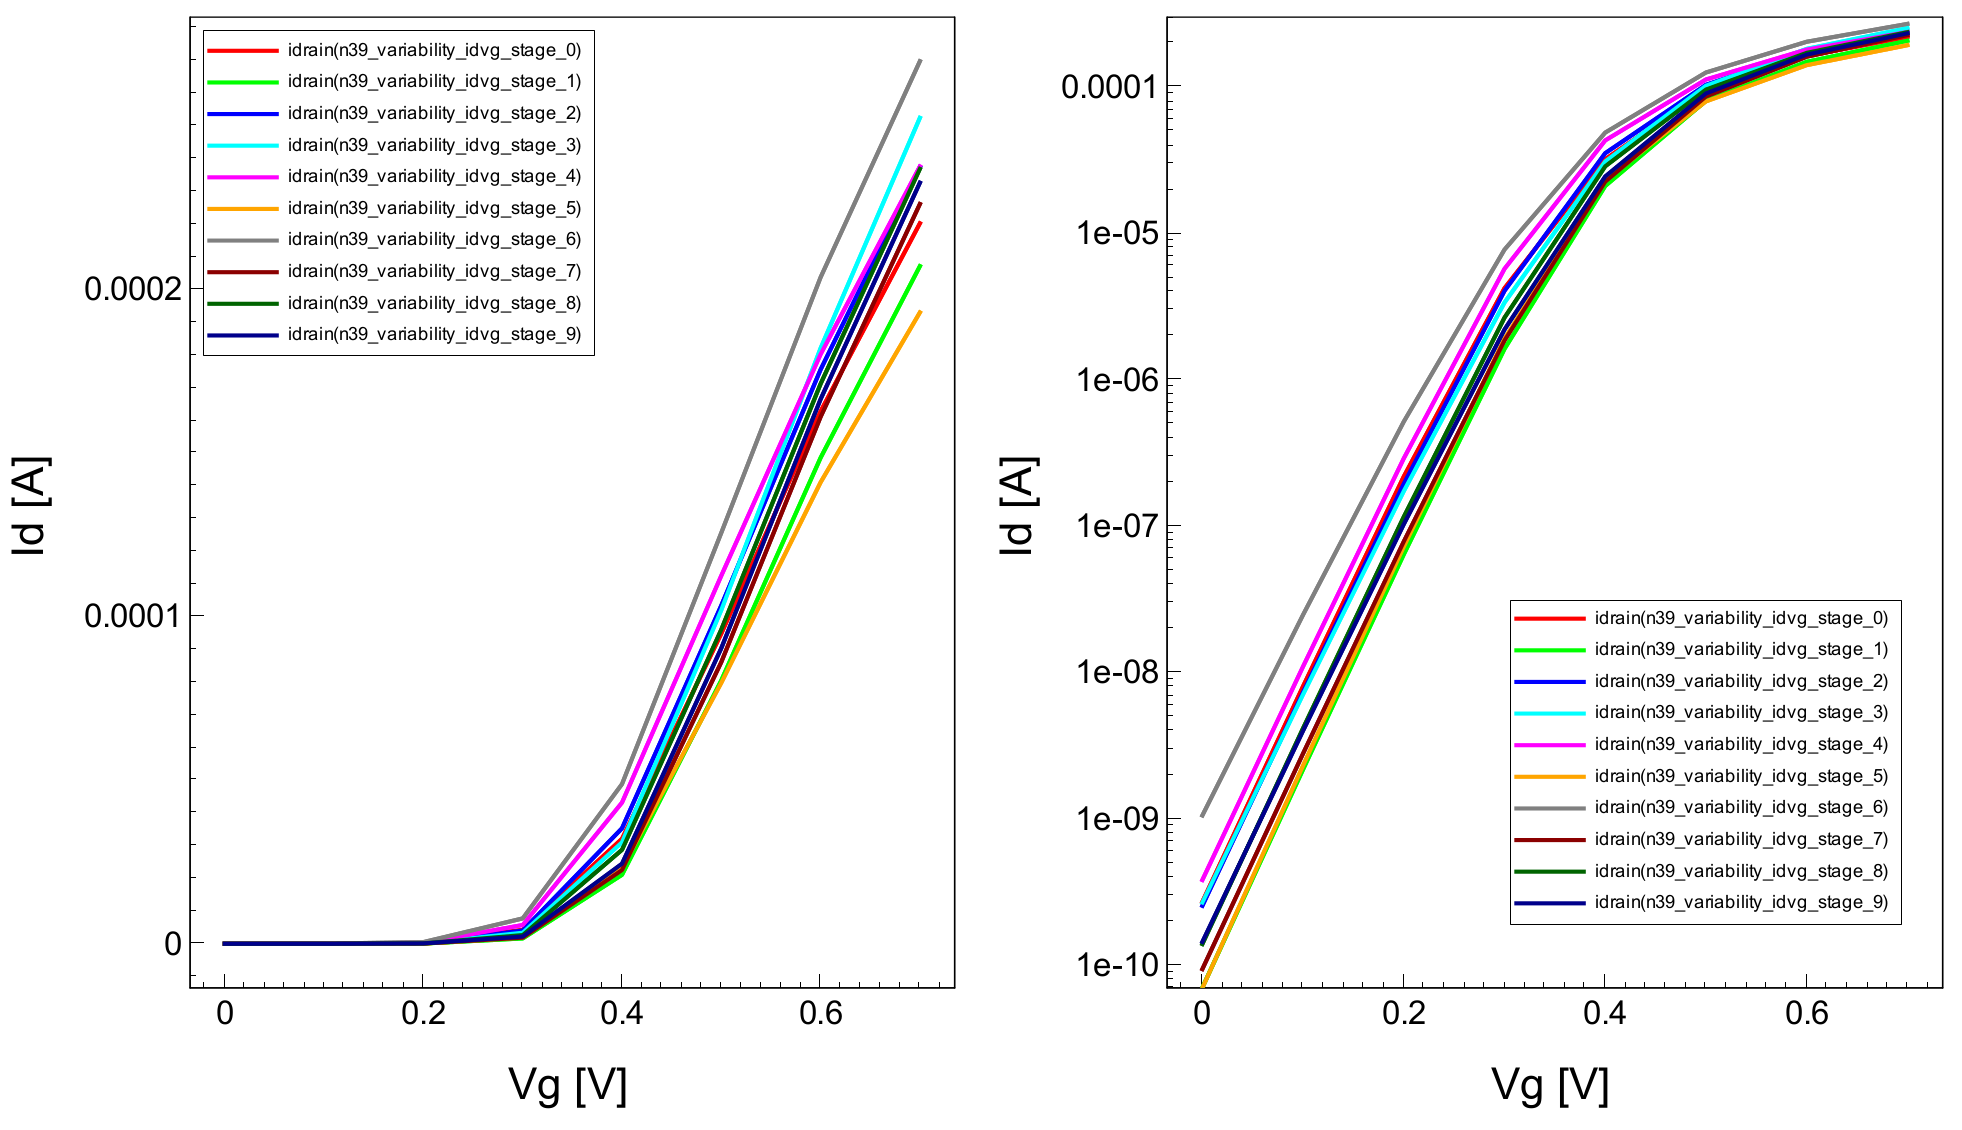 idrain(n39_variability_idvg_stage_0)
idrain(n39_variability_idvg_stage_1)
idrain(n39_variability_idvg_stage_2)
idrain(n39_variability_idvg_stage_3)
idrain(n39_variability_idvg_stage_4)
idrain(n39_variability_idvg_stage_5)
idrain(n39_variability_idvg_stage_6)
idrain(n39_variability_idvg_stage_7)
idrain(n39_variability_idvg_stage_8)
idrain(n39_variability_idvg_stage_9)
0.0002
0.0001
0
Id [A]
0 0.2 0.4 0.6
Vg [V]
0.0001
1e-05
1e-06
1e-07
1e-08
1e-09
1e-10
Id [A]
idrain(n39_variability_idvg_stage_0)
idrain(n39_variability_idvg_stage_1)
idrain(n39_variability_idvg_stage_2)
idrain(n39_variability_idvg_stage_3)
idrain(n39_variability_idvg_stage_4)
idrain(n39_variability_idvg_stage_5)
idrain(n39_variability_idvg_stage_6)
idrain(n39_variability_idvg_stage_7)
idrain(n39_variability_idvg_stage_8)
idrain(n39_variability_idvg_stage_9)
0 0.2 0.4 0.6
Vg [V]